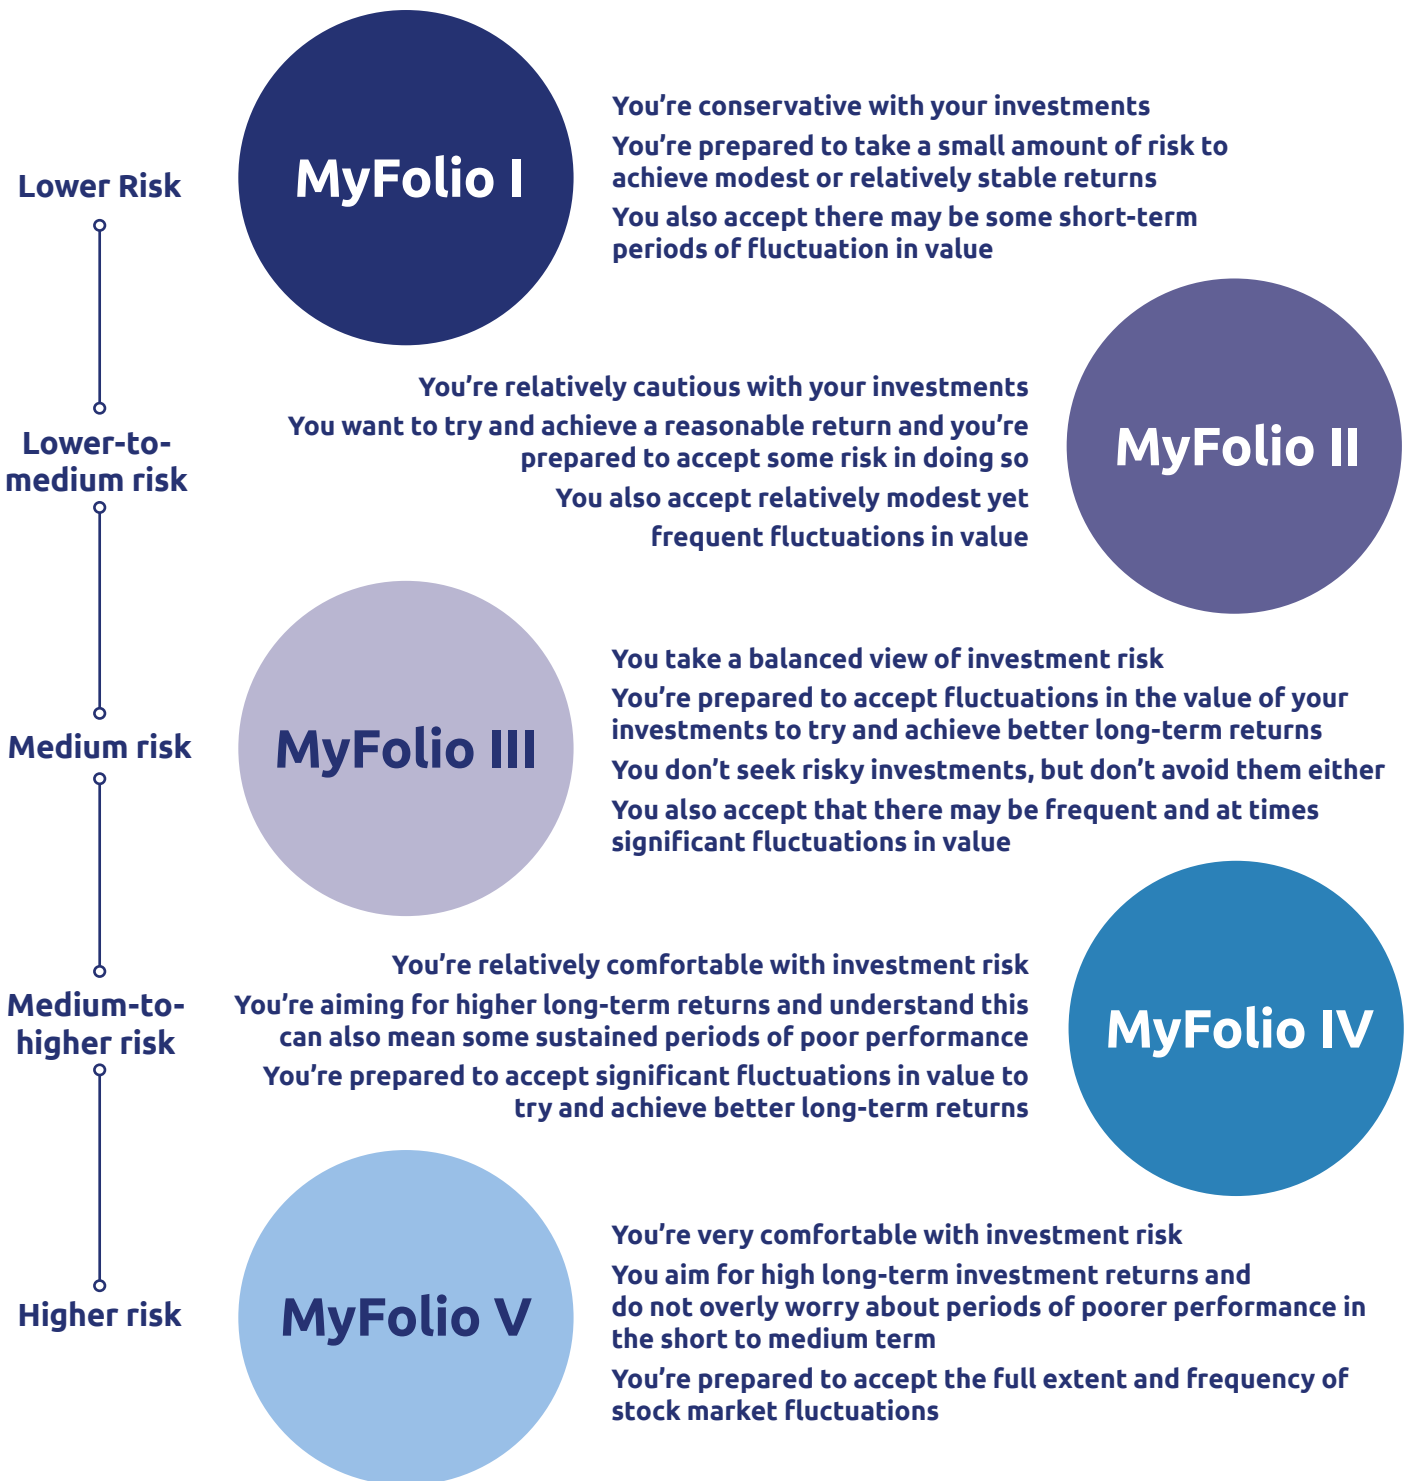 Lower Risk
MyFolio I
You’re conservative with your investments
You’re prepared to take a small amount of risk to
achieve modest or relatively stable returns
You also accept there may be some short-term
periods of fluctuation in value
Lower-to-
medium risk
You’re relatively cautious with your investments
You want to try and achieve a reasonable return and you’re
prepared to accept some risk in doing so
You also accept relatively modest yet
frequent fluctuations in value
MyFolio II
Medium risk
MyFolio III
You take a balanced view of investment risk
You’re prepared to accept fluctuations in the value of your
investments to try and achieve better long-term returns
You don’t seek risky investments, but don’t avoid them either
You also accept that there may be frequent and at times
significant fluctuations in value
Medium-to-
higher risk
You’re relatively comfortable with investment risk
You’re aiming for higher long-term returns and understand this
can also mean some sustained periods of poor performance
You’re prepared to accept significant fluctuations in value to
try and achieve better long-term returns
MyFolio IV
Higher risk
MyFolio V
You’re very comfortable with investment risk
You aim for high long-term investment returns and
do not overly worry about periods of poorer performance in
the short to medium term
You’re prepared to accept the full extent and frequency of
stock market fluctuations